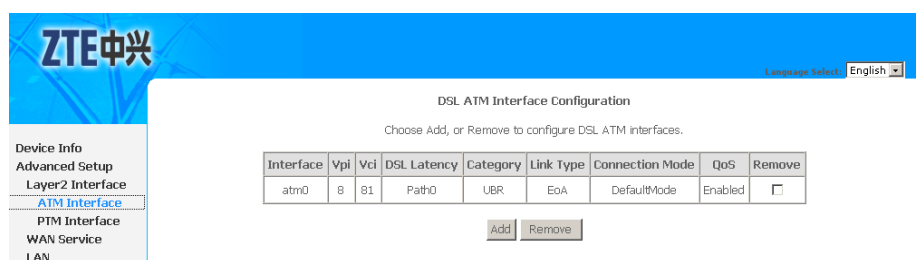 ZTE中兴
Language Select: English
DSL ATM Interface Configuration
Choose Add, or Remove to configure DSL ATM interfaces.
Device Info
Advanced Setup
Layer2 Interface
ATM Interface
PTM Interface
WAN Service
LAN
Interface Vpi Vci DSL Latency Category Link Type Connection Mode QoS Remove
atm0 8 81 Path0 UBR EoA DefaultMode Enabled
Add Remove